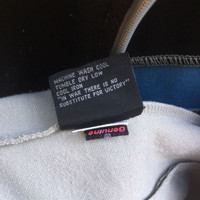 MACHINE WASH COOL
TUMBLE DRY LOW
COOL IRON
"IN WAR THERE IS NO
SUBSTITUTE FOR VICTORY"
Genuine